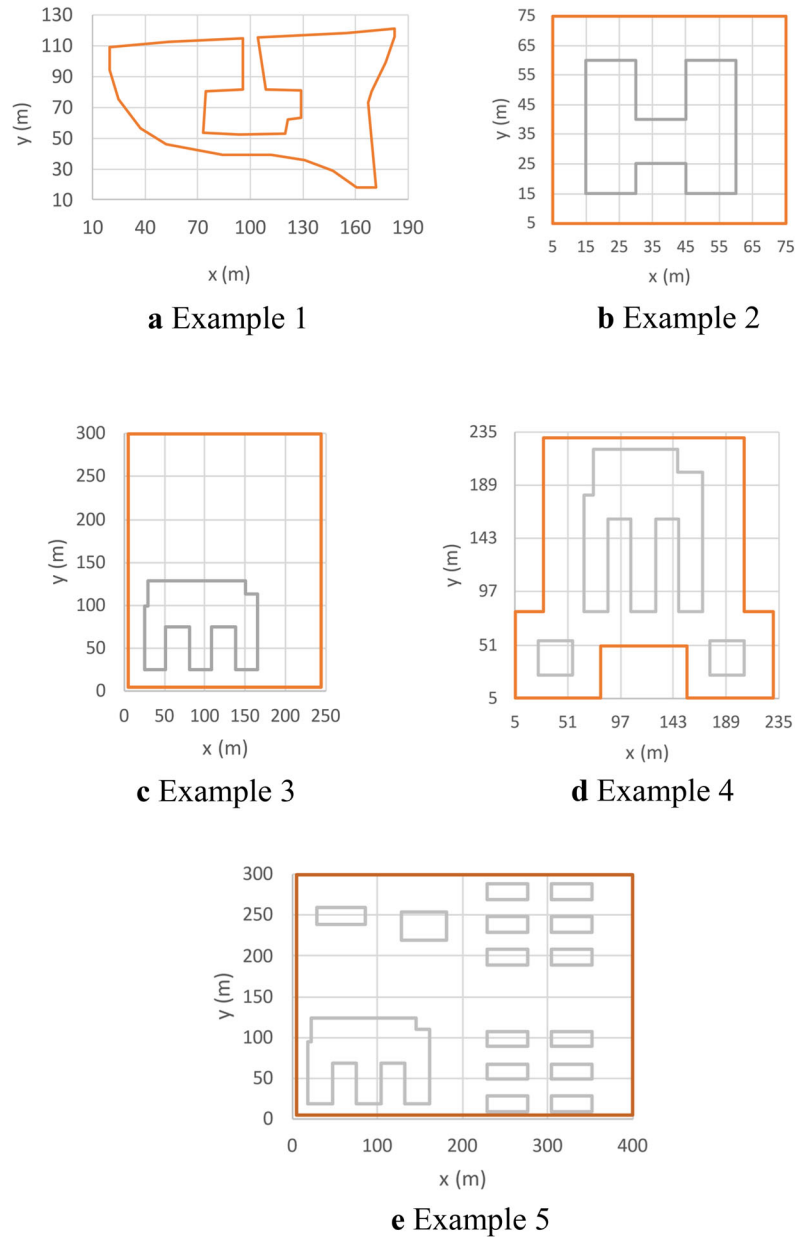 130
110
90
70
50
30
10
y (m)
10 40 70 100 130 160 190
x (m)
a Example 1
75
65
55
45
35
25
15
5
y (m)
5 15 25 35 45 55 65 75
x (m)
b Example 2
300
250
200
150
100
50
0
y (m)
0 50 100 150 200 250
x (m)
c Example 3
235
189
143
97
51
5
y (m)
5 51 97 143 189 235
x (m)
d Example 4
300
250
200
150
100
50
0
y (m)
0 100 200 300 400
x (m)
e Example 5